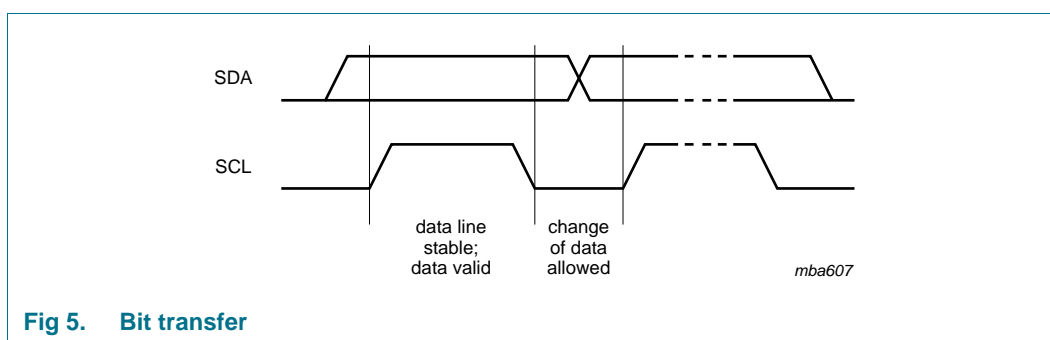 SDA
SCL
data line
stable;
data valid
change
of data
allowed
mba607
Fig 5. Bit transfer